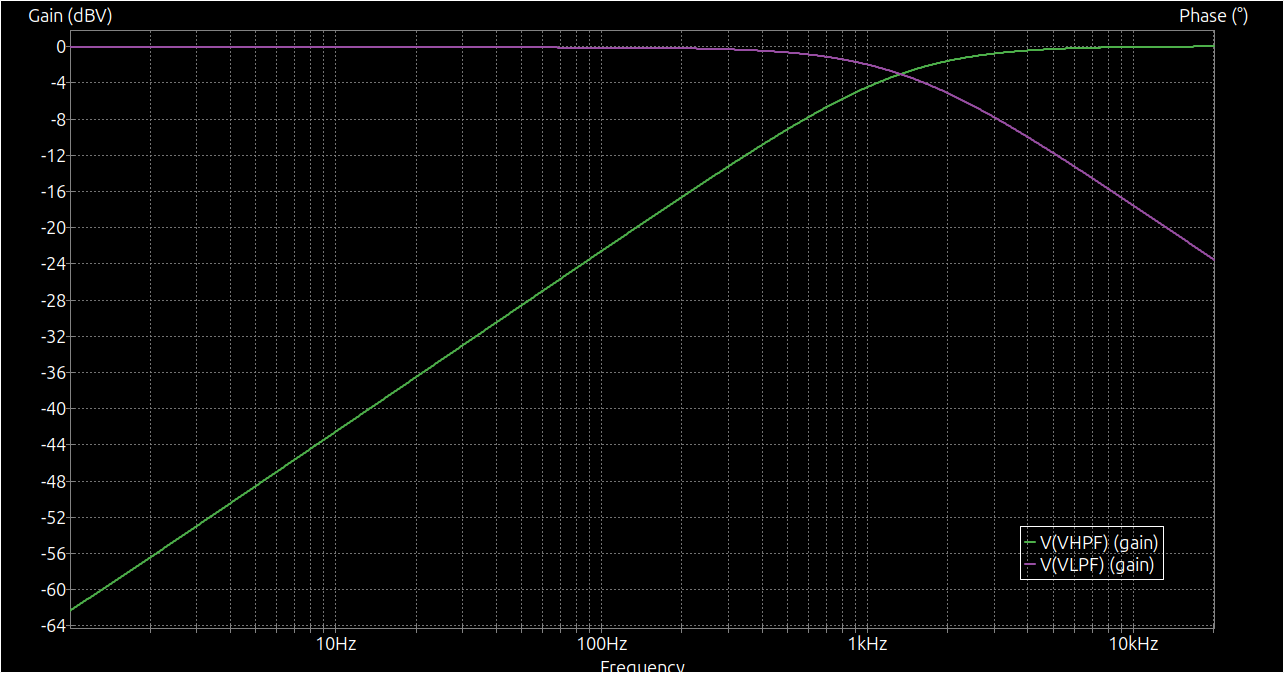 Gain (dBV)
Phase (°)
0
-4
-8
-12
-16
-20
-24
-28
-32
-36
-40
-44
-48
-52
-56
-60
-64
V(VHPF) (gain)
V(VLPF) (gain)
10Hz 100Hz 1kHz 10kHz
Frequency